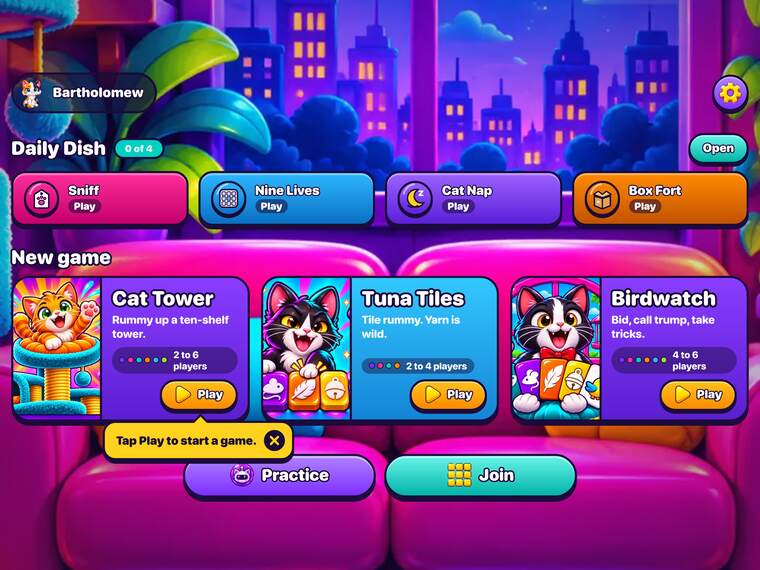 Bartholomew
Daily Dish
0 of 4
Open
Sniff
Play
Nine Lives
Play
Cat Nap
Play
Box Fort
Play
New game
Cat Tower
Rummy up a ten-shelf
tower.
2 to 6
players
Play
Tuna Tiles
Tile rummy. Yarn is
wild.
2 to 4 players
Play
Birdwatch
Bid, call trump, take
tricks.
4 to 6
players
Play
Tap Play to start a game.
Practice
Join